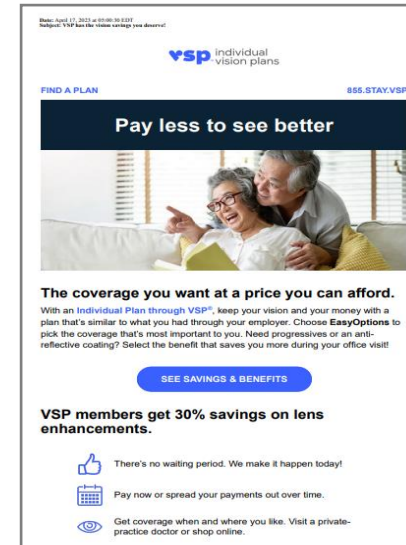 Date: April 17, 2023 at 03:00:30 EDT
Subject: VSP has the vision savings you deserve!
vsp individual
vision plans
FIND A PLAN 855.STAY.VSP
Pay less to see better
The coverage you want at a price you can afford.
With an Individual Plan through VSP®, keep your vision and your money with a
plan that's similar to what you had through your employer. Choose EasyOptions to
pick the coverage that's most important to you. Need progressives or an anti-
reflective coating? Select the benefit that saves you more during your office visit!
SEE SAVINGS & BENEFITS
VSP members get 30% savings on lens
enhancements.
There's no waiting period. We make it happen today!
Pay now or spread your payments out over time.
Get coverage when and where you like. Visit a private-
practice doctor or shop online.